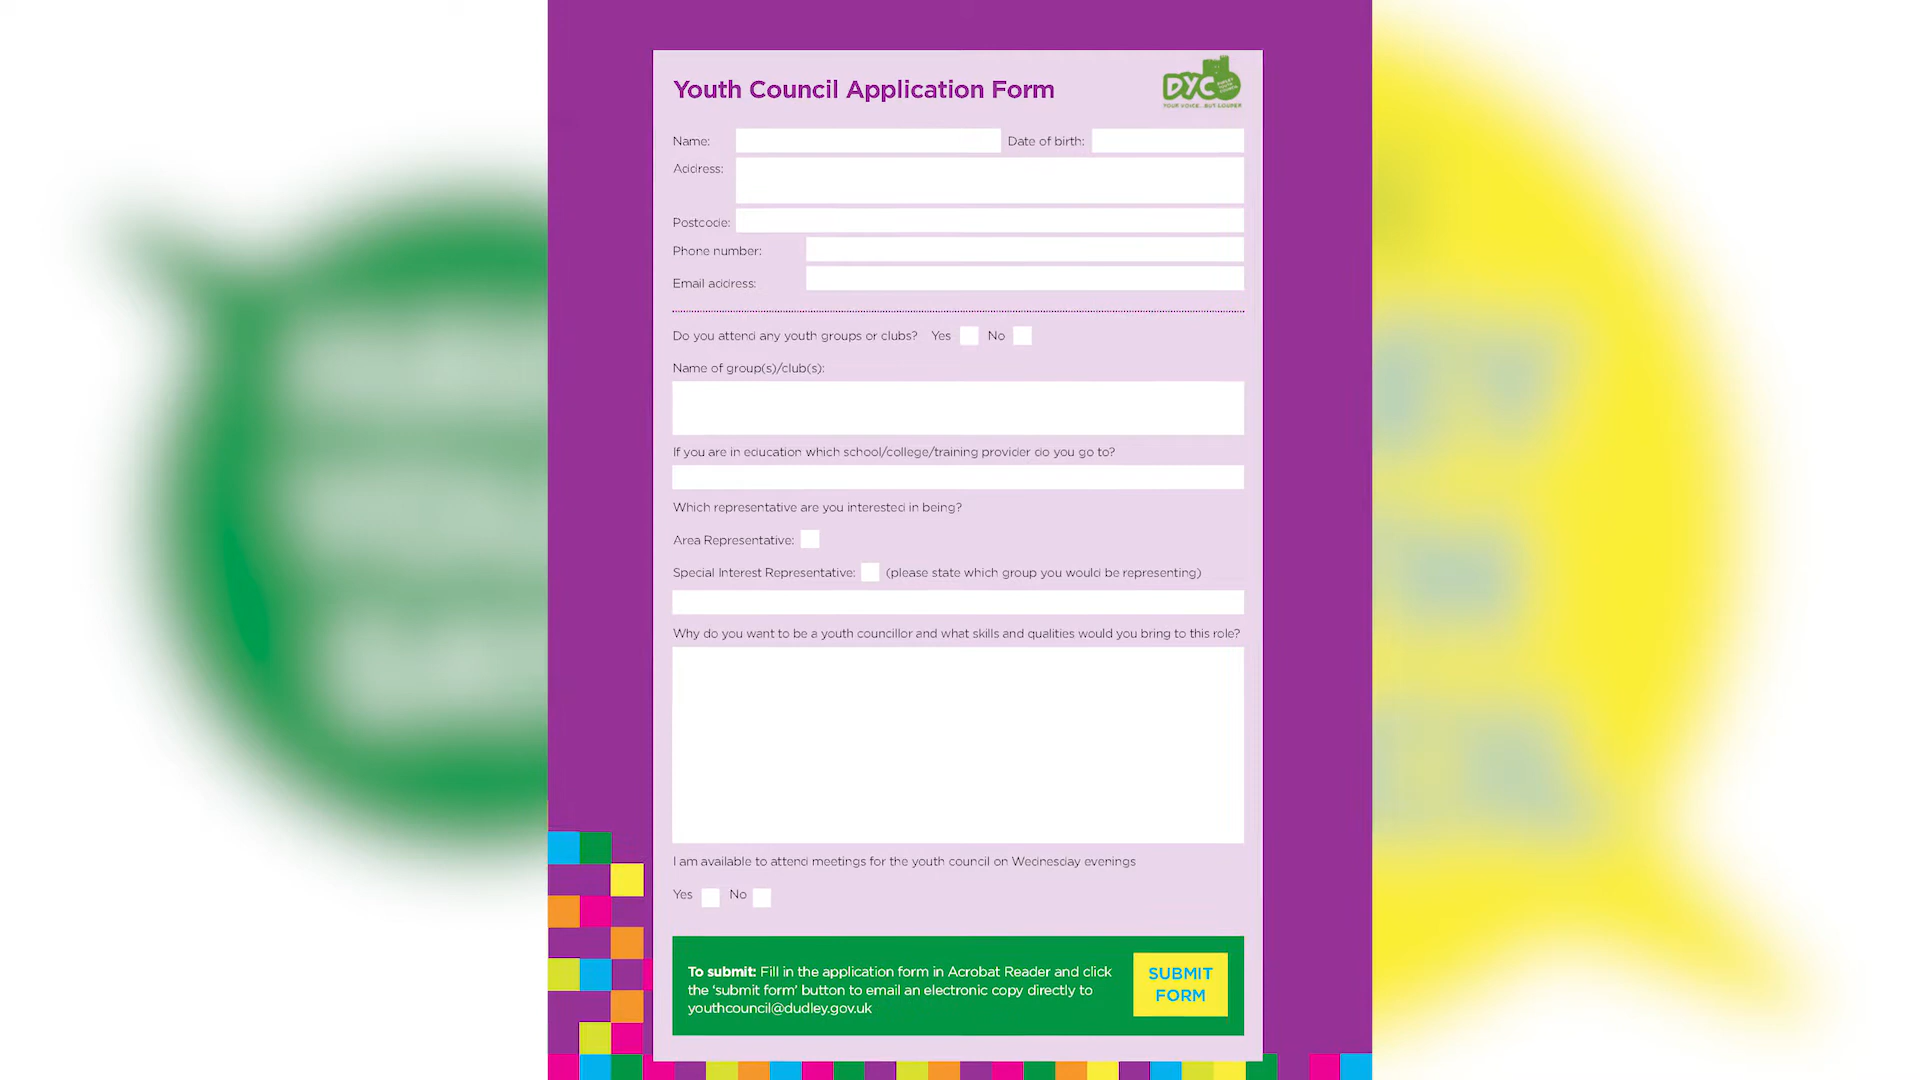 Youth Council Application Form
DYC
YOUR VOICE...BUT LOUDER
Name:
Date of birth:
Address:
Postcode:
Phone number:
Email address:
Do you attend any youth groups or clubs? Yes No
Name of group(s)/club(s):
If you are in education which school/college/training provider do you go to?
Which representative are you interested in being?
Area Representative:
Special Interest Representative: (please state which group you would be representing)
Why do you want to be a youth councillor and what skills and qualities would you bring to this role?
I am available to attend meetings for the youth council on Wednesday evenings
Yes No
To submit: Fill in the application form in Acrobat Reader and click
the ‘submit form’ button to email an electronic copy directly to
youthcouncil@dudley.gov.uk
SUBMIT
FORM